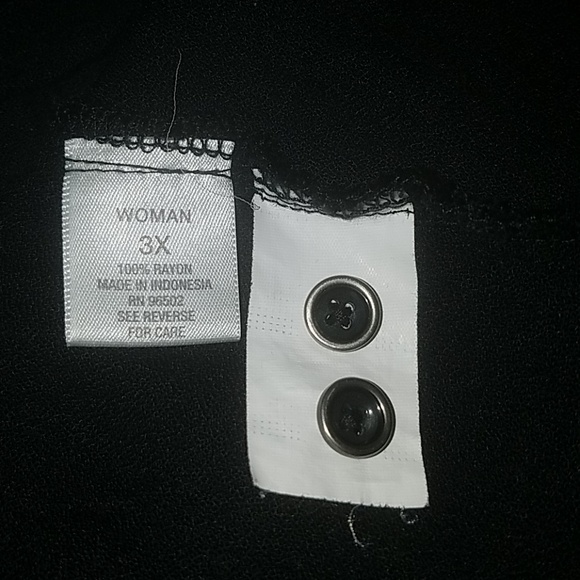 WOMAN
3X
100% RAYON
MADE IN INDONESIA
RN 96502
SEE REVERSE
FOR CARE